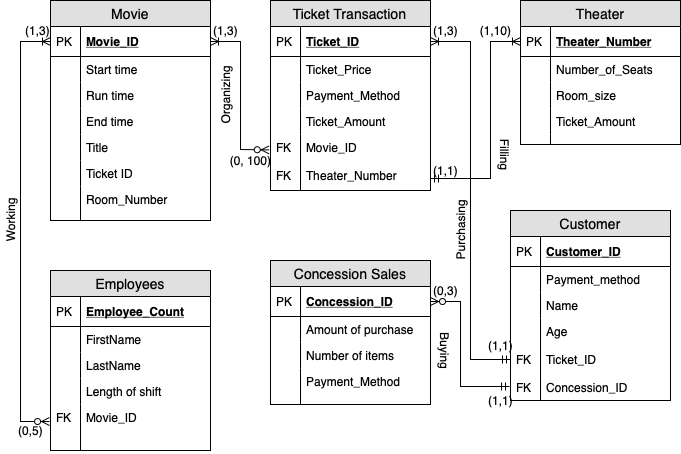 Movie
PK Movie_ID
Start time
Run time
End time
Title
Ticket ID
Room_Number
Ticket Transaction
PK Ticket_ID
Ticket_Price
Payment_Method
Ticket_Amount
FK Movie_ID
FK Theater_Number
Theater
PK Theater_Number
Number_of_Seats
Room_size
Ticket_Amount
Employees
PK Employee_Count
FirstName
LastName
Length of shift
FK Movie_ID
Concession Sales
PK Concession_ID
Amount of purchase
Number of items
Payment_Method
Customer
PK Customer_ID
Payment_method
Name
Age
FK Ticket_ID
FK Concession_ID
(1,3)
Working
(0,5)
(1,3)
Organizing
(0, 100)
(1,3)
Purchasing
(1,1)
(1,10)
Filling
(1,1)
(0,3)
Buying
(1,1)